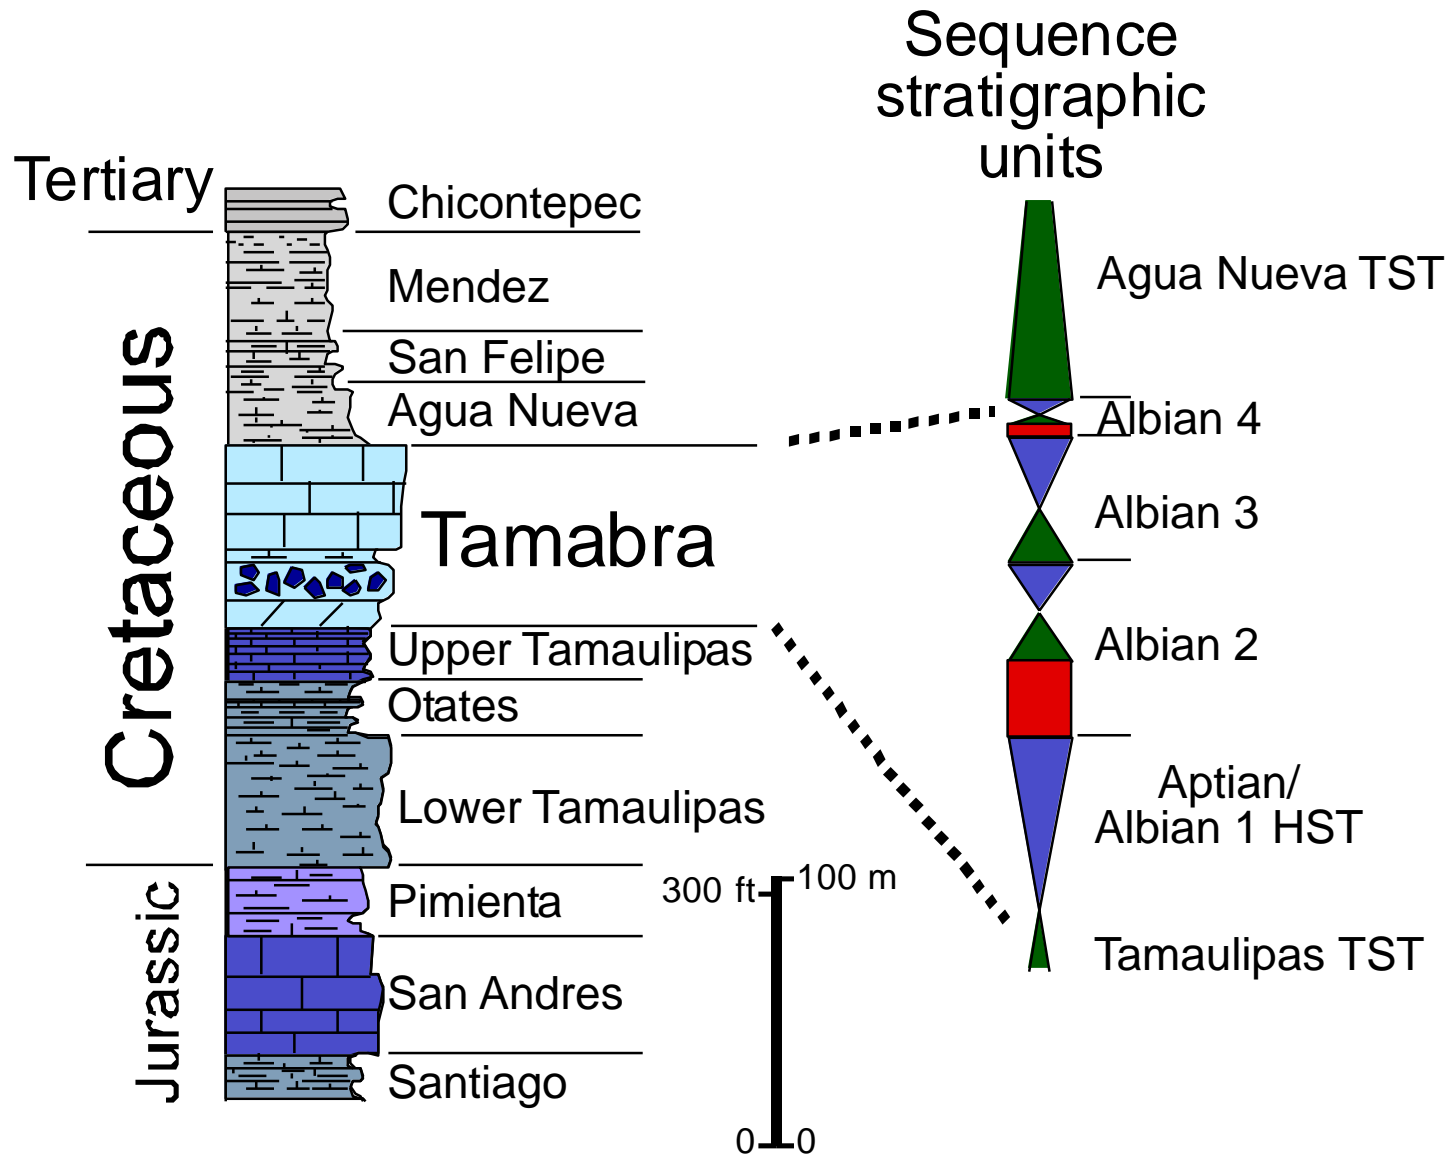 Sequence
stratigraphic
units
Tertiary
Cretaceous
Jurassic
Chicontepec
Mendez
San Felipe
Agua Nueva
Tamabra
Upper Tamaulipas
Otates
Lower Tamaulipas
Pimienta
San Andres
Santiago
300 ft
100 m
0
0
Agua Nueva TST
Albian 4
Albian 3
Albian 2
Aptian/
Albian 1 HST
Tamaulipas TST